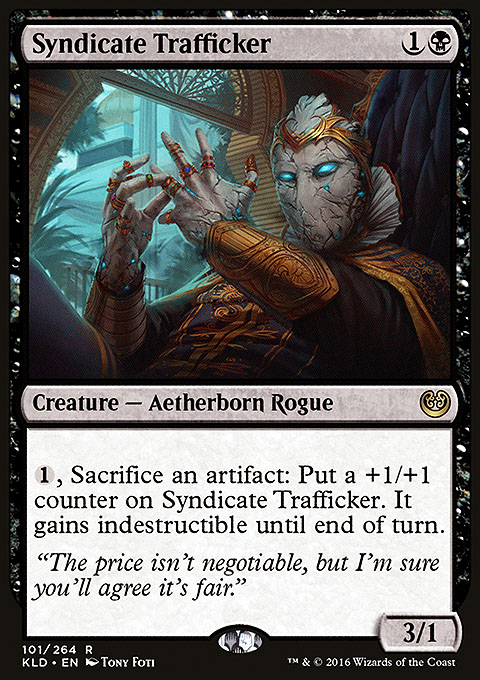 Syndicate Trafficker 1
Creature — Aetherborn Rogue
1, Sacrifice an artifact: Put a +1/+1
counter on Syndicate Trafficker. It
gains indestructible until end of turn.
“The price isn’t negotiable, but I’m sure
you’ll agree it’s fair.”
3/1
101/264 R
KLD • EN Tony Foti
™ & © 2016 Wizards of the Coast